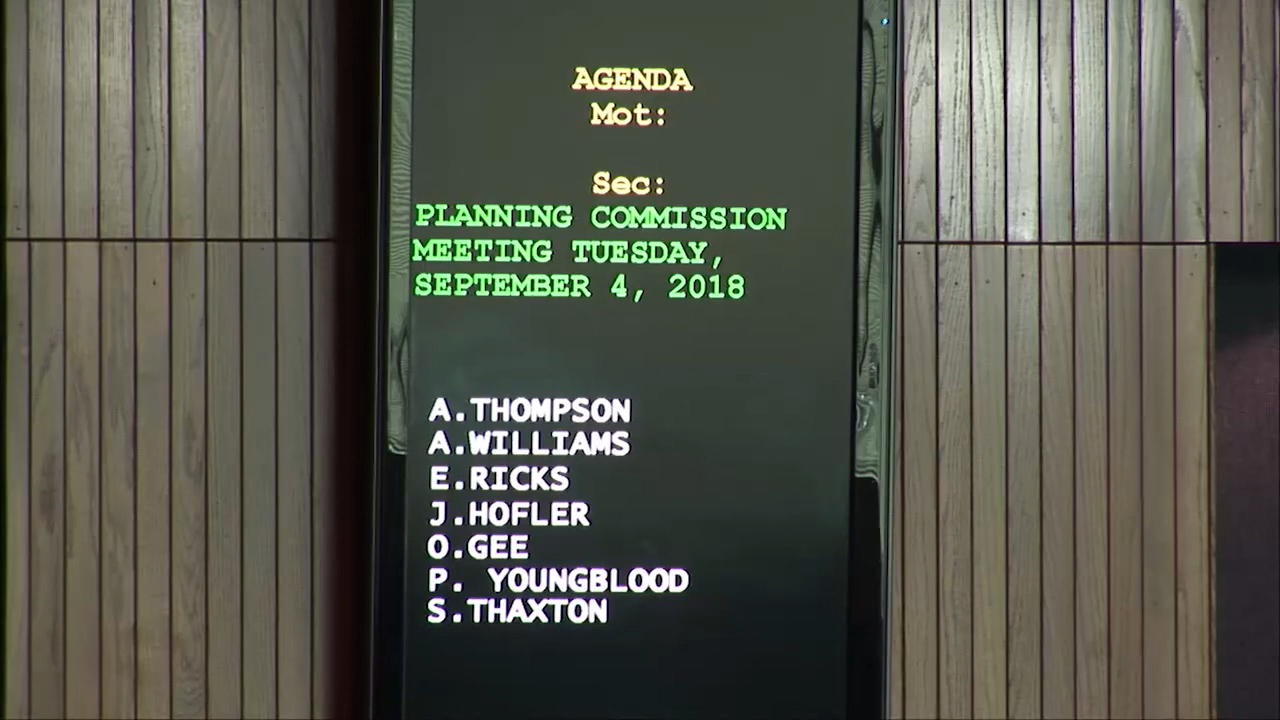 AGENDA
Mot:
Sec:
PLANNING COMMISSION
MEETING TUESDAY,
SEPTEMBER 4, 2018
A.THOMPSON
A.WILLIAMS
E.RICKS
J.HOFLER
O.GEE
P. YOUNGBLOOD
S.THAXTON